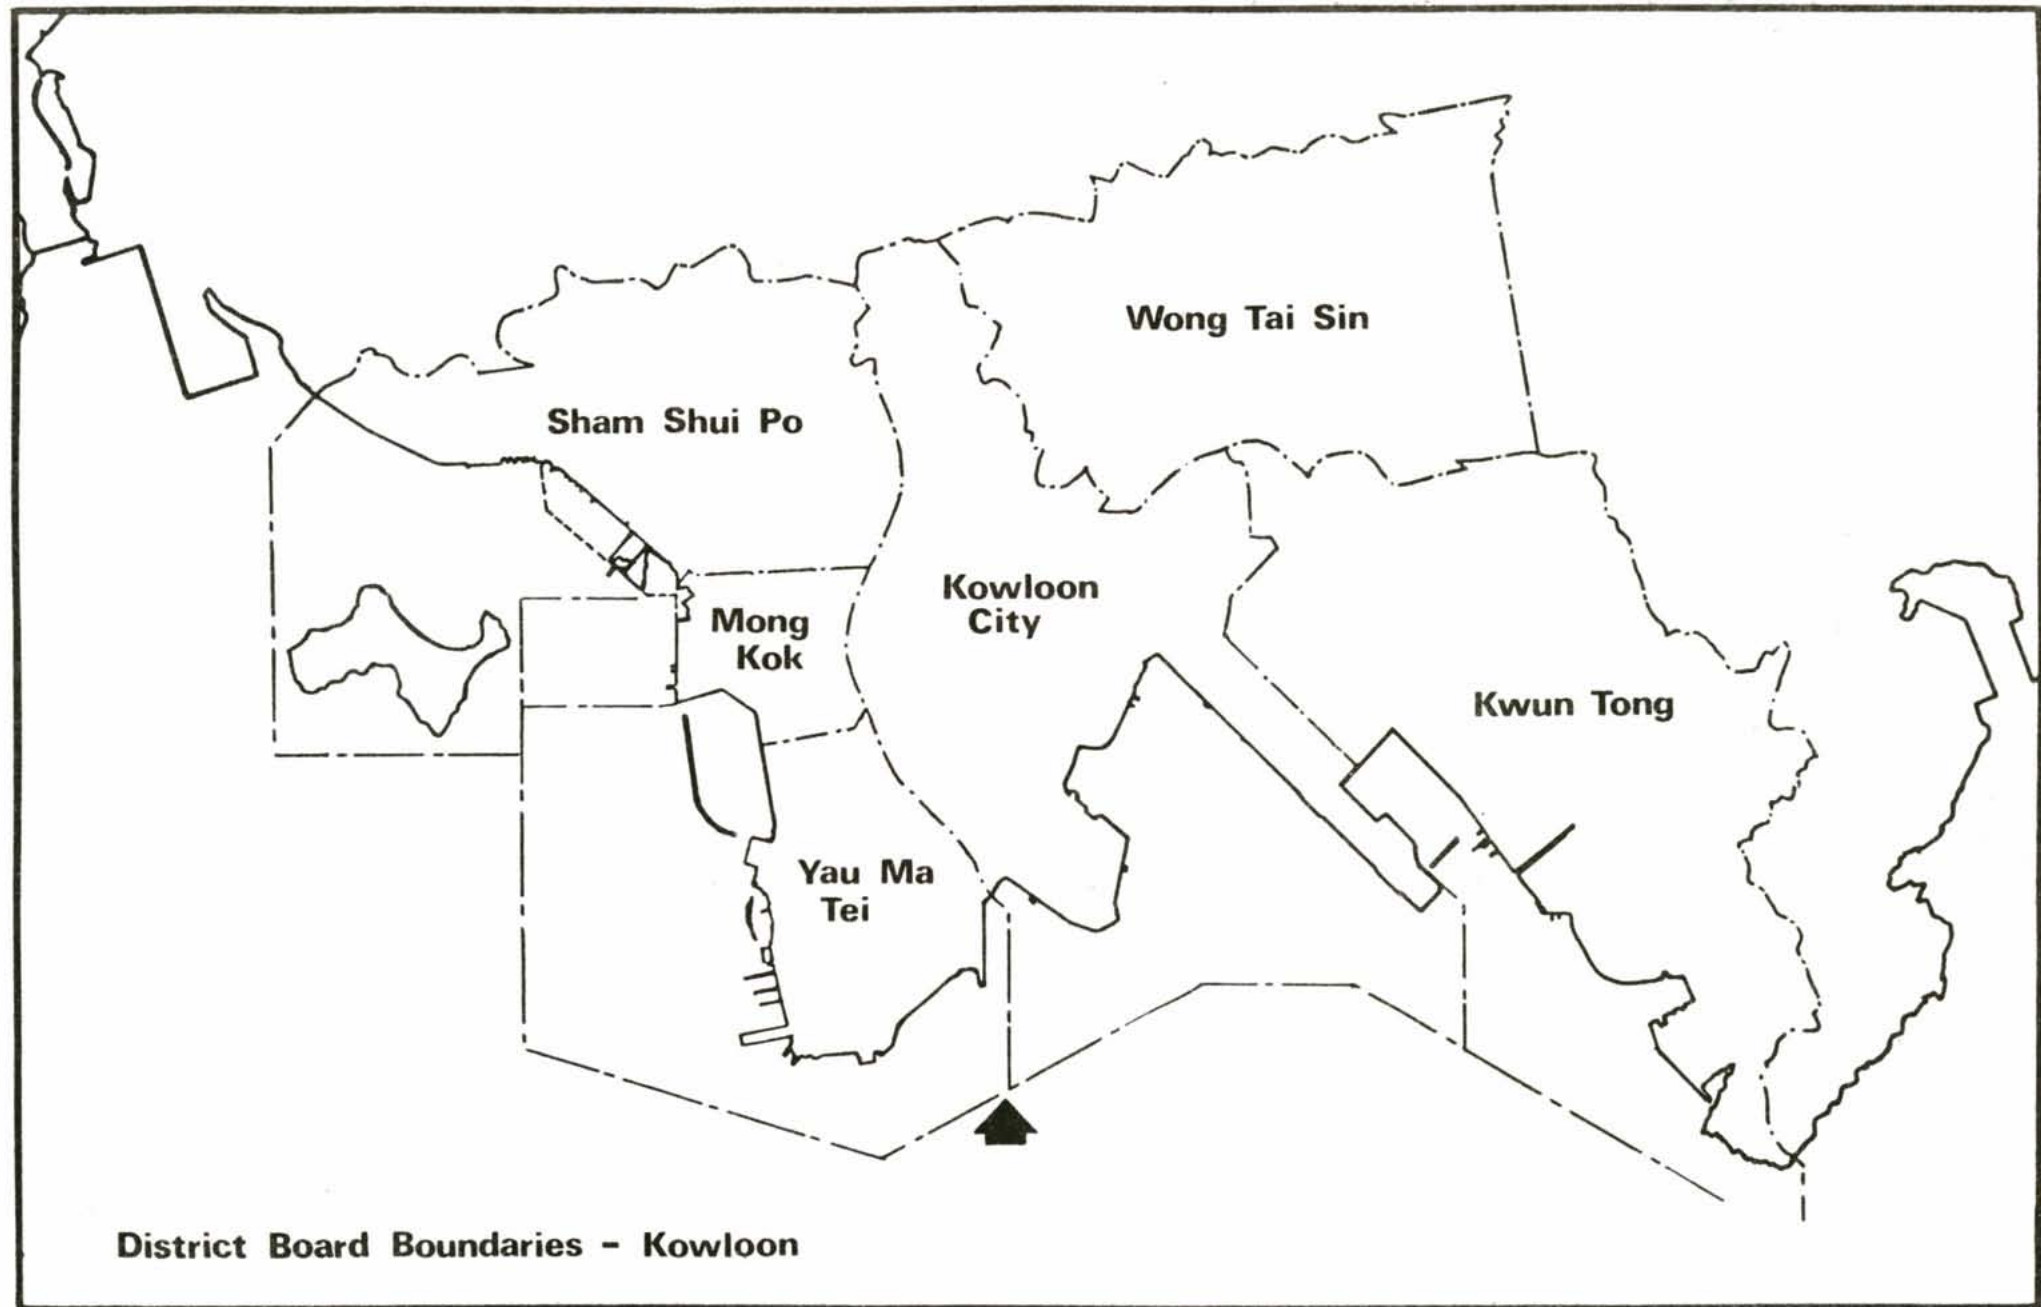 Wong Tai Sin
Sham Shui Po
Kowloon
City
Mong
Kok
Kwun Tong
Yau Ma
Tei
District Board Boundaries - Kowloon